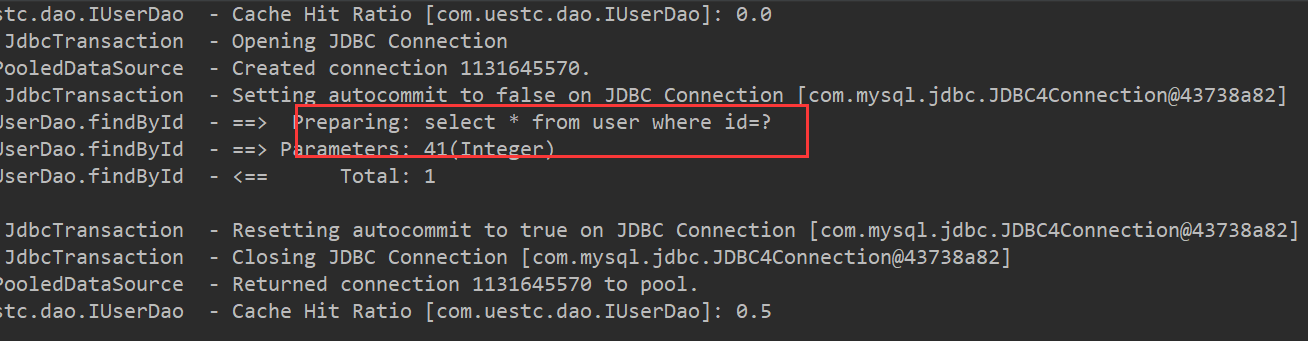 stc.dao.IUserDao - Cache Hit Ratio [com.uestc.dao.IUserDao]: 0.0
JdbcTransaction - Opening JDBC Connection
PooledDataSource - Created connection 1131645570.
JdbcTransaction - Setting autocommit to false on JDBC Connection [com.mysql.jdbc.JDBC4Connection@43738a82]
UserDao.findById - ==> Preparing: select * from user where id=?
UserDao.findById - ==> Parameters: 41(Integer)
UserDao.findById - <== Total: 1
JdbcTransaction - Resetting autocommit to true on JDBC Connection [com.mysql.jdbc.JDBC4Connection@43738a82]
JdbcTransaction - Closing JDBC Connection [com.mysql.jdbc.JDBC4Connection@43738a82]
PooledDataSource - Returned connection 1131645570 to pool.
stc.dao.IUserDao - Cache Hit Ratio [com.uestc.dao.IUserDao]: 0.5